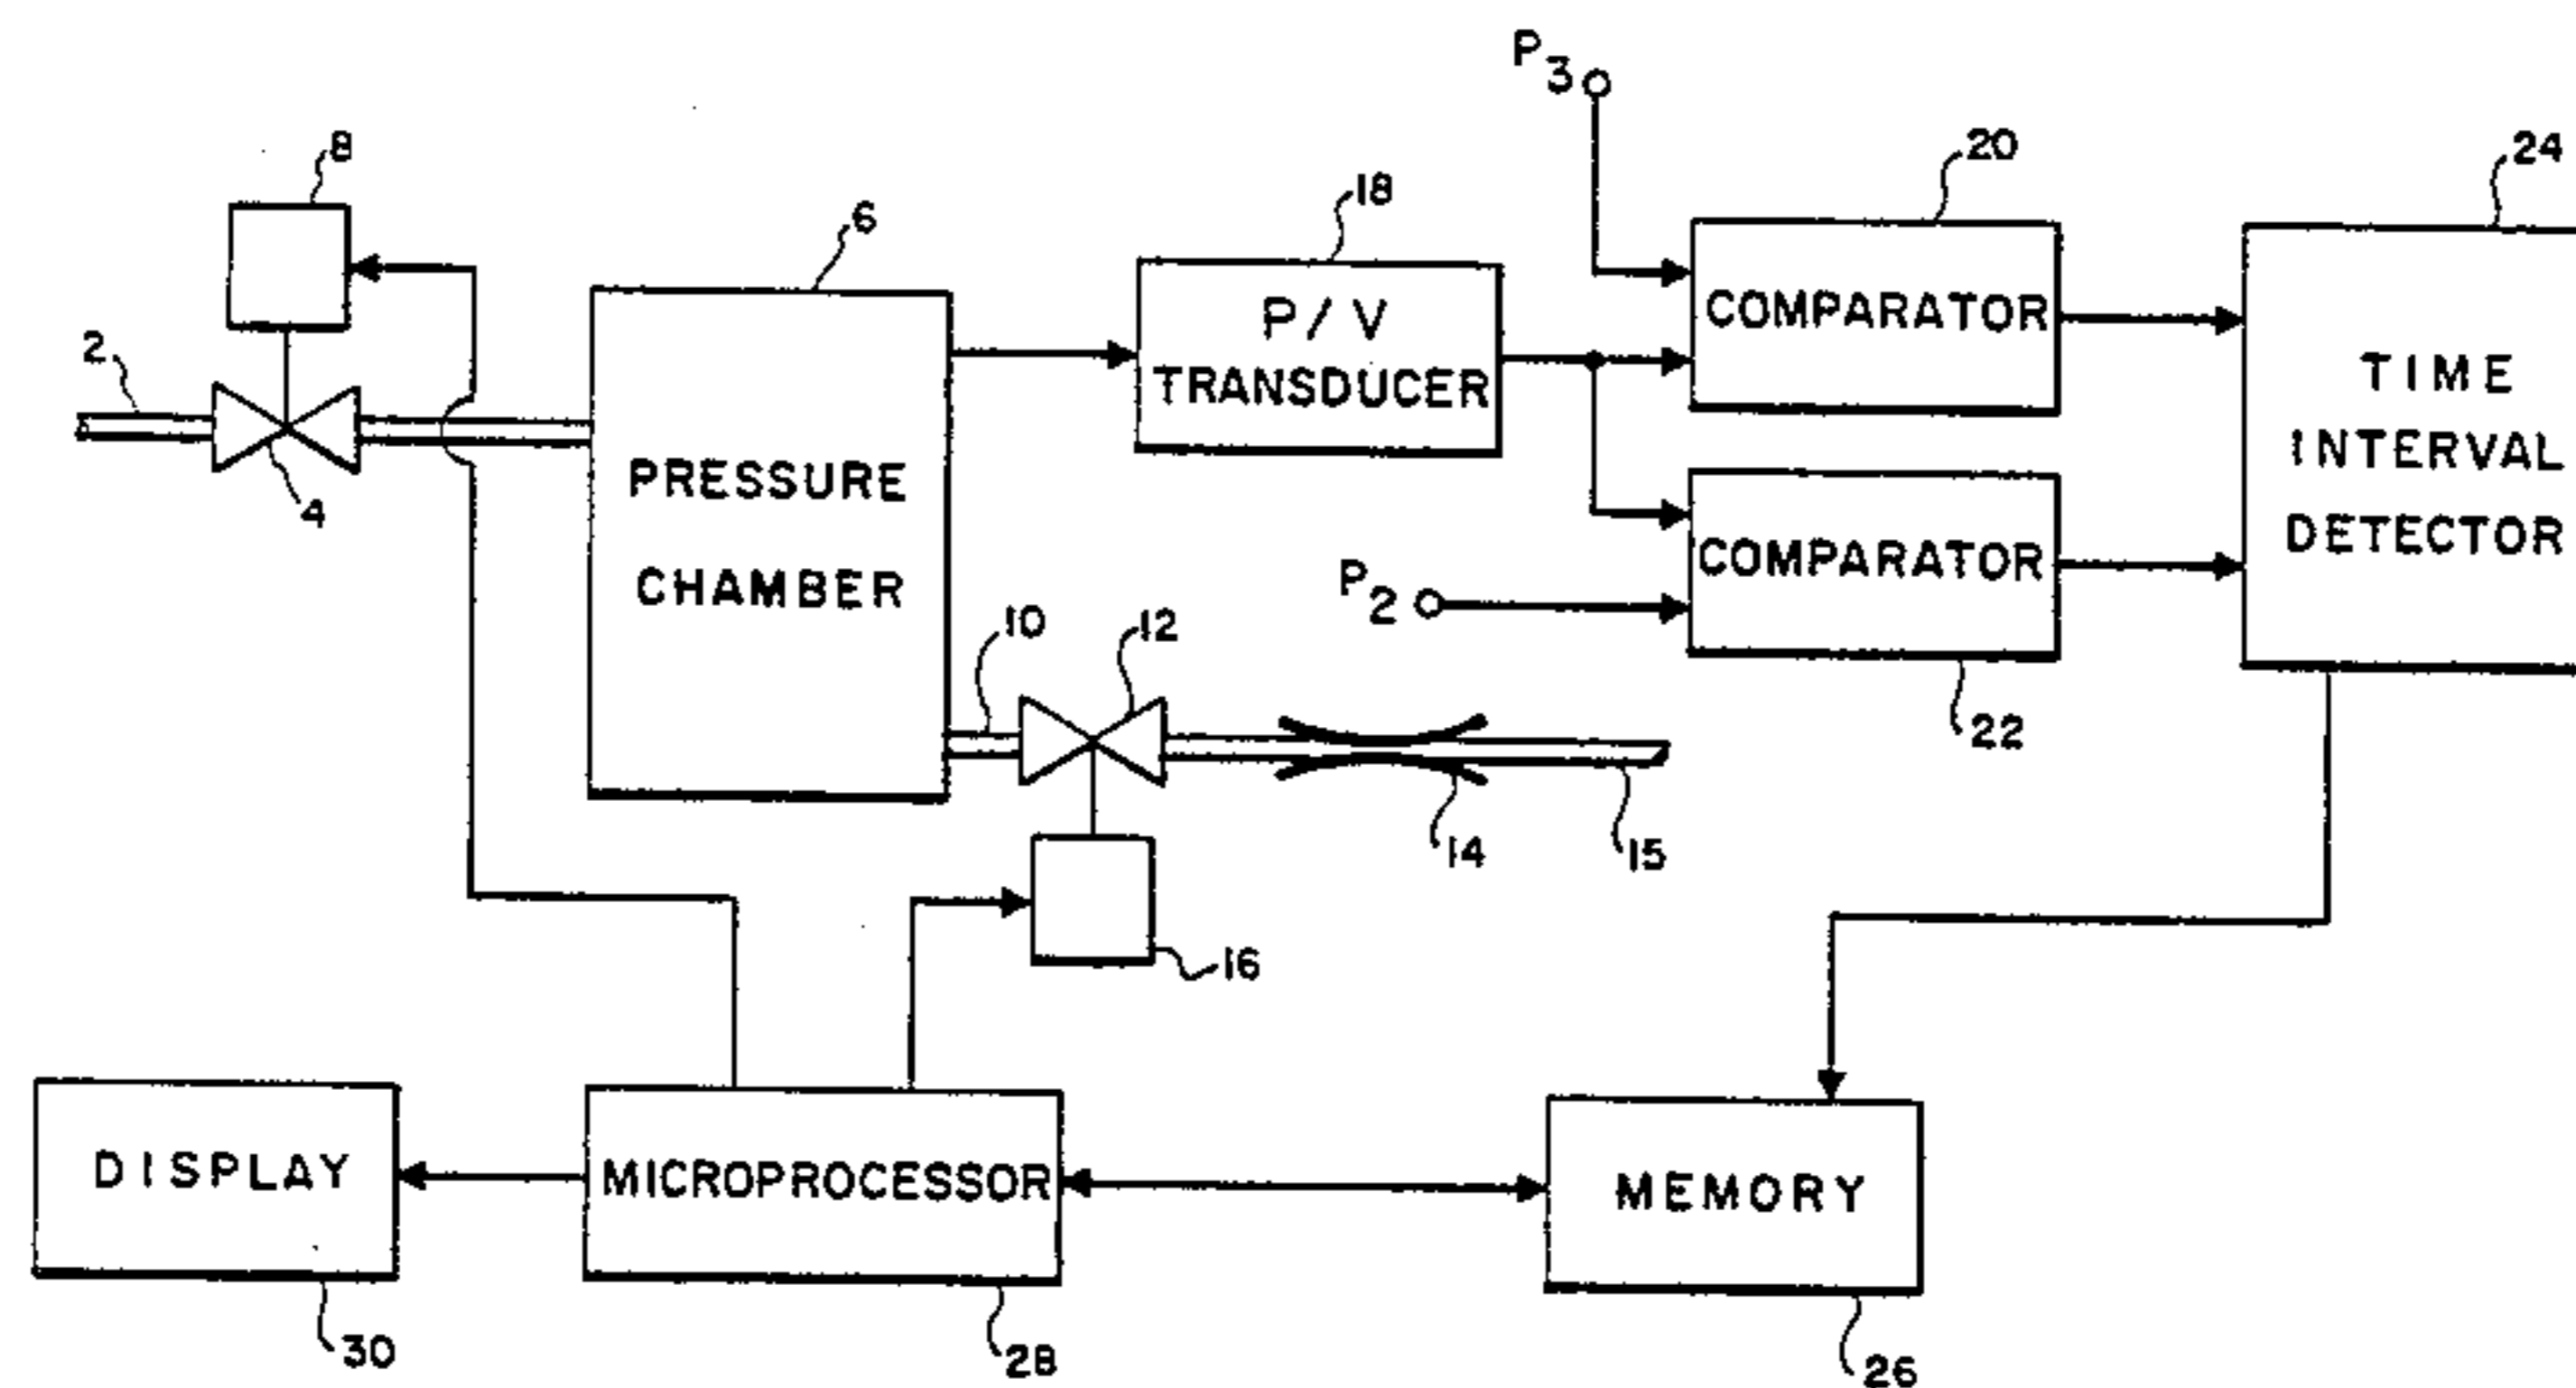 P3
8
20
24
18
6
P/V
TRANSDUCER
COMPARATOR
2
TIME
INTERVAL
DETECTOR
4
PRESSURE
CHAMBER
COMPARATOR
P2
10
12
22
14
15
16
DISPLAY
MICROPROCESSOR
MEMORY
30
28
26